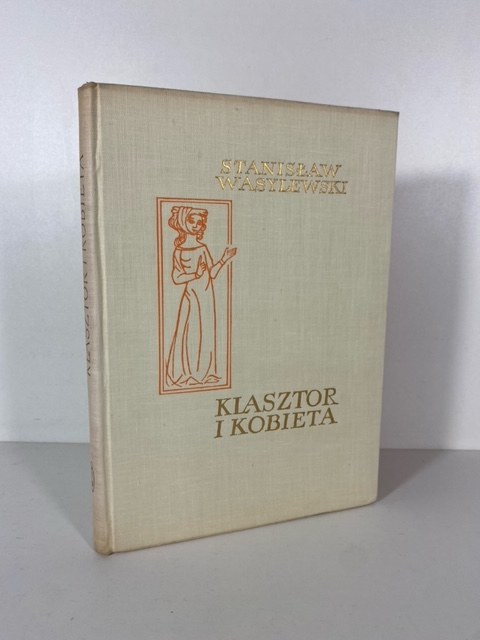 STANISŁAW
WASYLEWSKI
KLASZTOR
I KOBIETA
KLASZTOR I KOBIETA